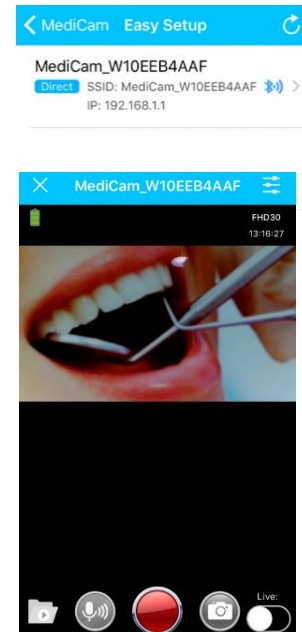 MediCam Easy Setup
MediCam_W10EEB4AAF
Direct SSID: MediCam_W10EEB4AAF
IP: 192.168.1.1
MediCam_W10EEB4AAF
FHD30
13:16:27
Live: